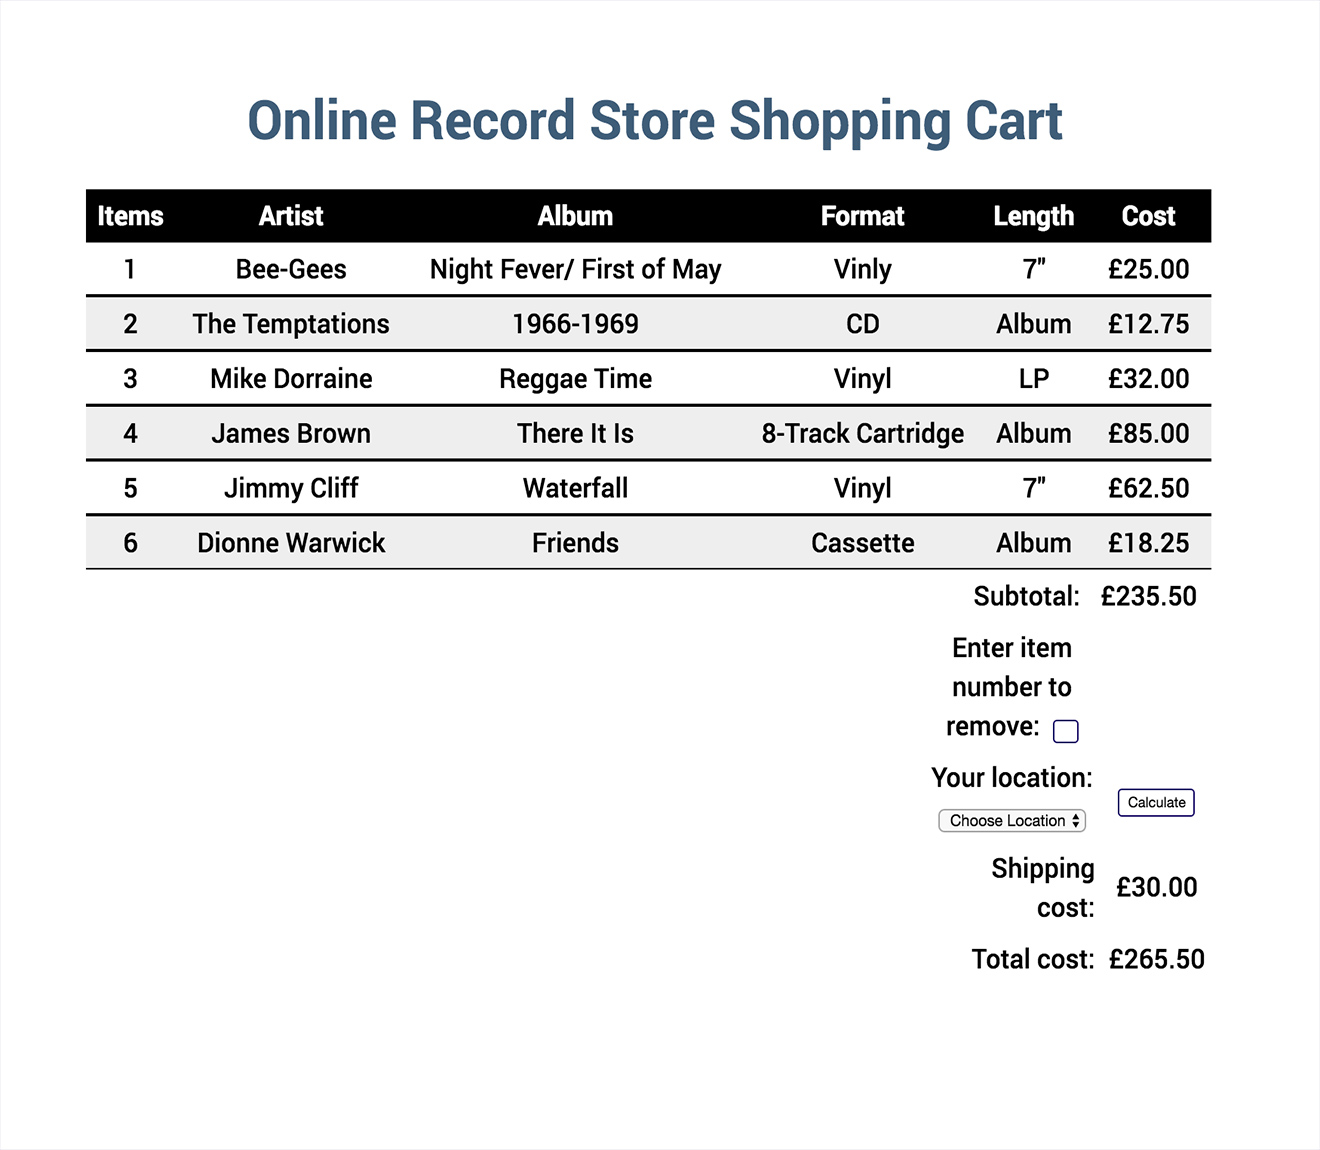 Online Record Store Shopping Cart
Items Artist Album Format Length Cost
1 Bee-Gees Night Fever/ First of May Vinly 7" £25.00
2 The Temptations 1966-1969 CD Album £12.75
3 Mike Dorraine Reggae Time Vinyl LP £32.00
4 James Brown There It Is 8-Track Cartridge Album £85.00
5 Jimmy Cliff Waterfall Vinyl 7" £62.50
6 Dionne Warwick Friends Cassette Album £18.25
Subtotal: £235.50
Enter item
number to
remove:
Your location:
Choose Location
Calculate
Shipping
cost:
£30.00
Total cost: £265.50